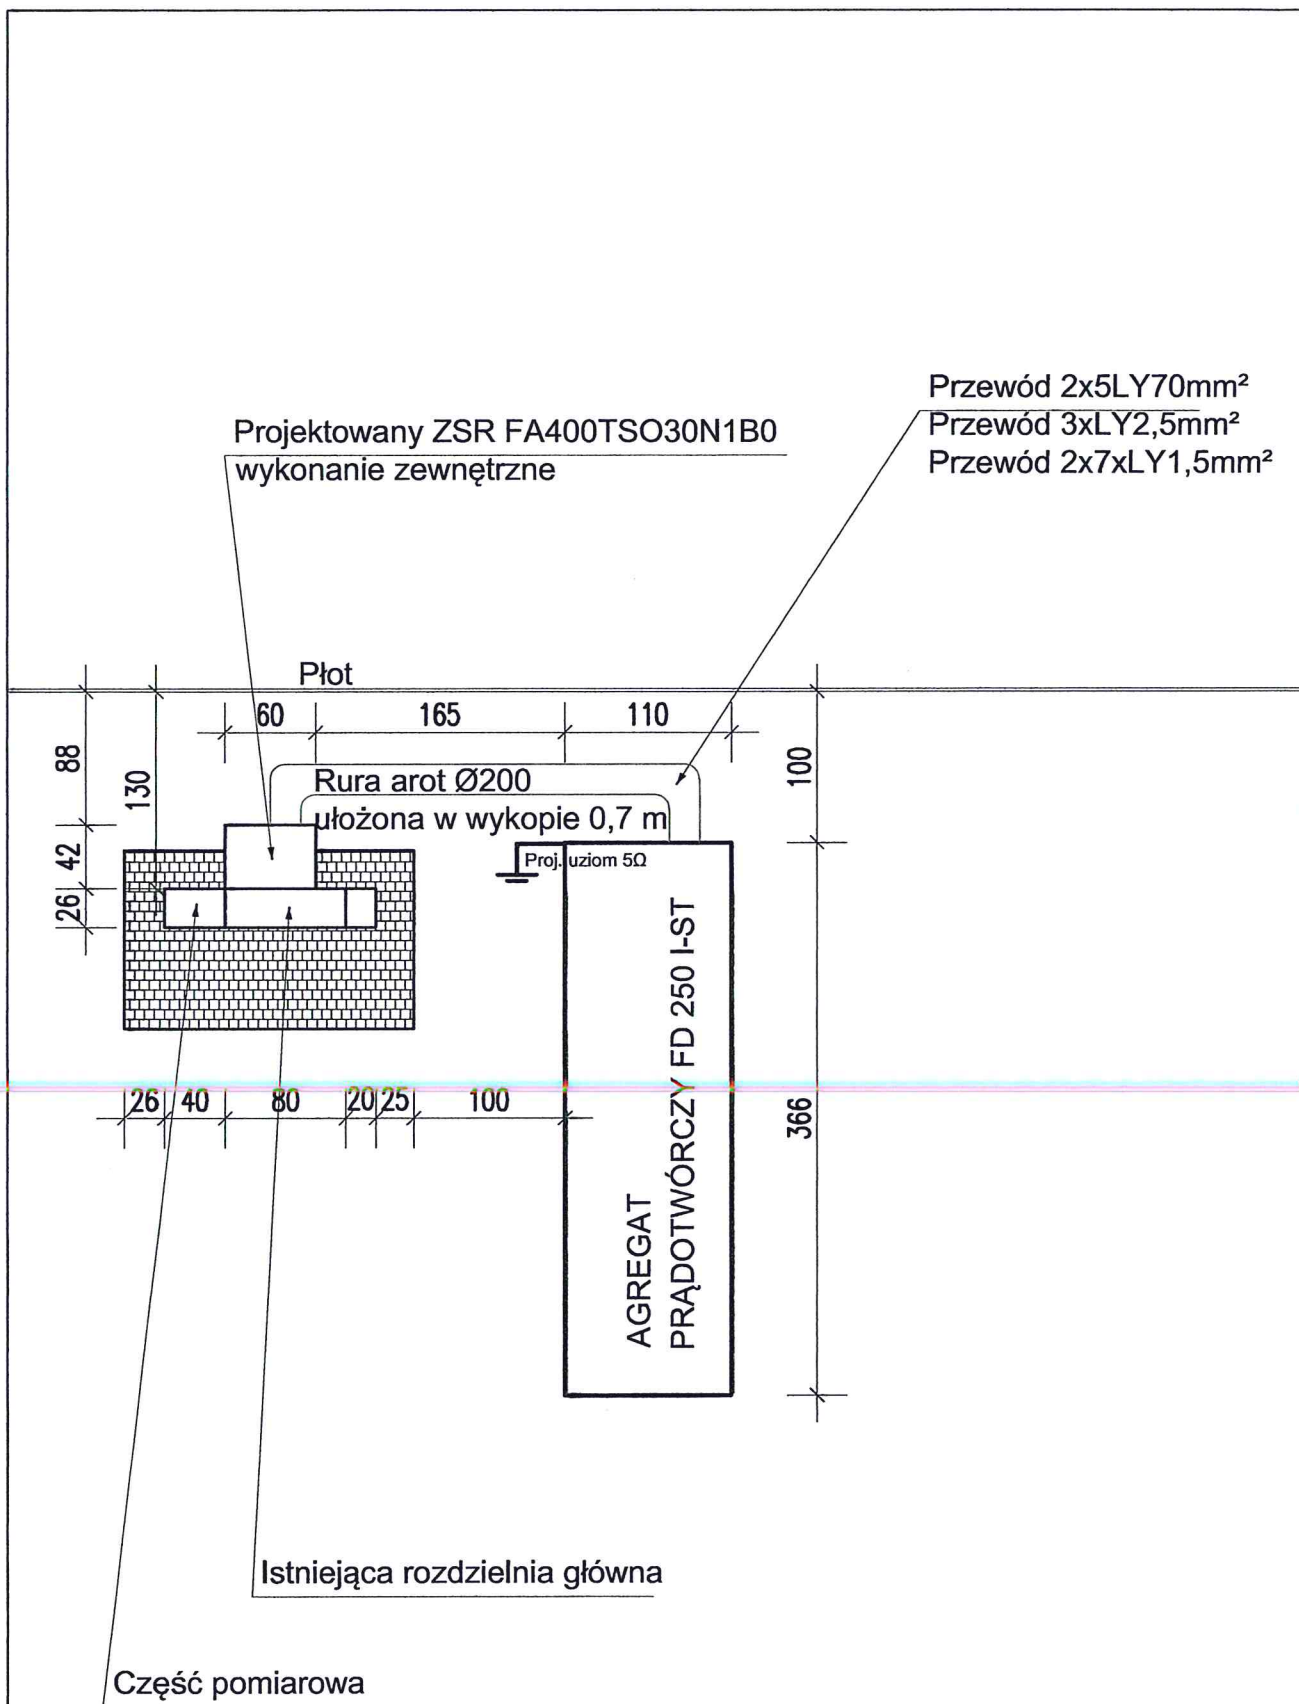 Przewód 2x5LY70mm²
Przewód 3xLY2,5mm²
Przewód 2x7xLY1,5mm²
Projektowany ZSR FA400TSO30N1B0
wykonanie zewnętrzne
Płot
60
165
110
88
130
100
Rura arot Ø200
ułożona w wykopie 0,7 m
42
26
Proj. uziom 5Ω
AGREGAT
PRĄDOTWÓRCZY FD 250 I-ST
366
26
40
80
20
25
100
Istniejąca rozdzielnia główna
Część pomiarowa